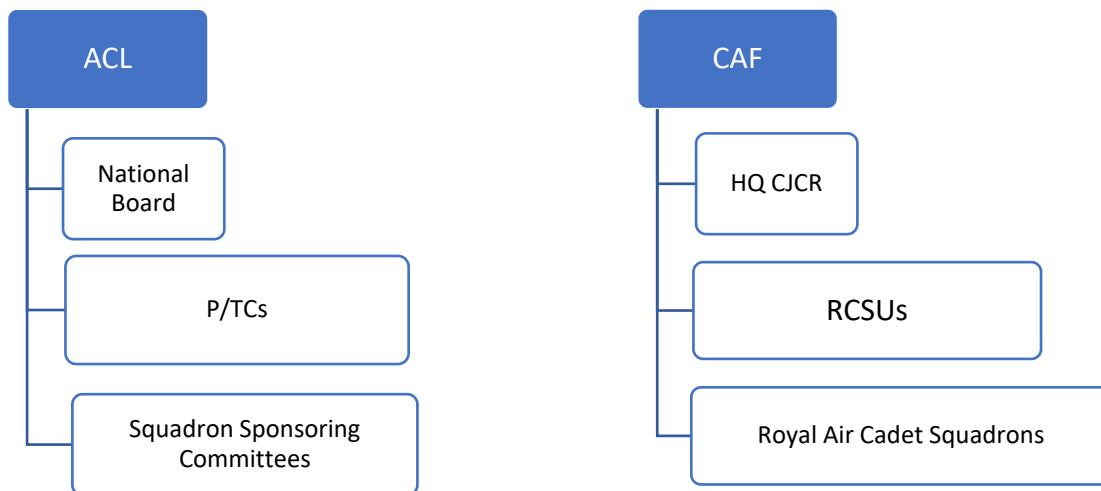 ACL
National
Board
P/TCs
Squadron Sponsoring
Committees
CAF
HQ CJCR
RCSUs
Royal Air Cadet Squadrons